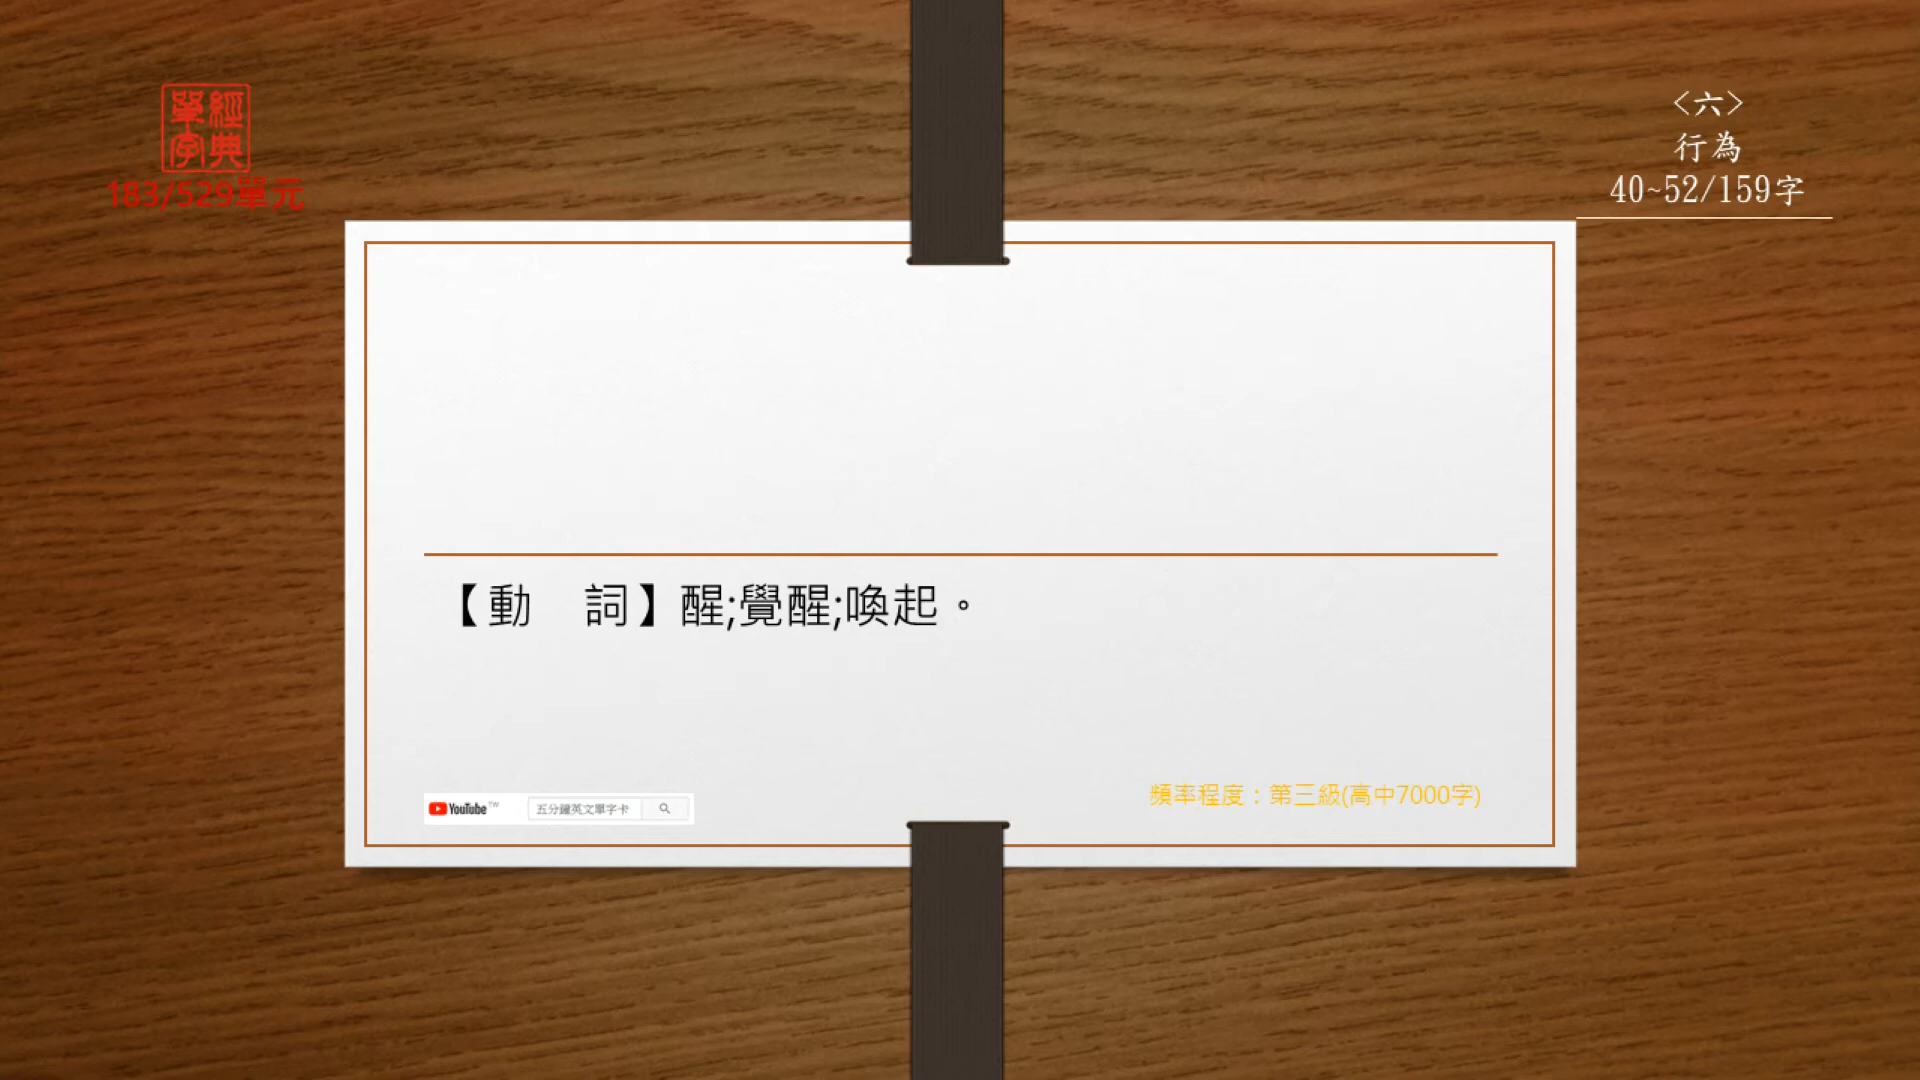 經典
單字
183/529單元
〈六〉
行為
40~52/159字
【動　詞】醒;覺醒;喚起。
YouTube TW
五分鐘英文單字卡
頻率程度：第三級(高中7000字)